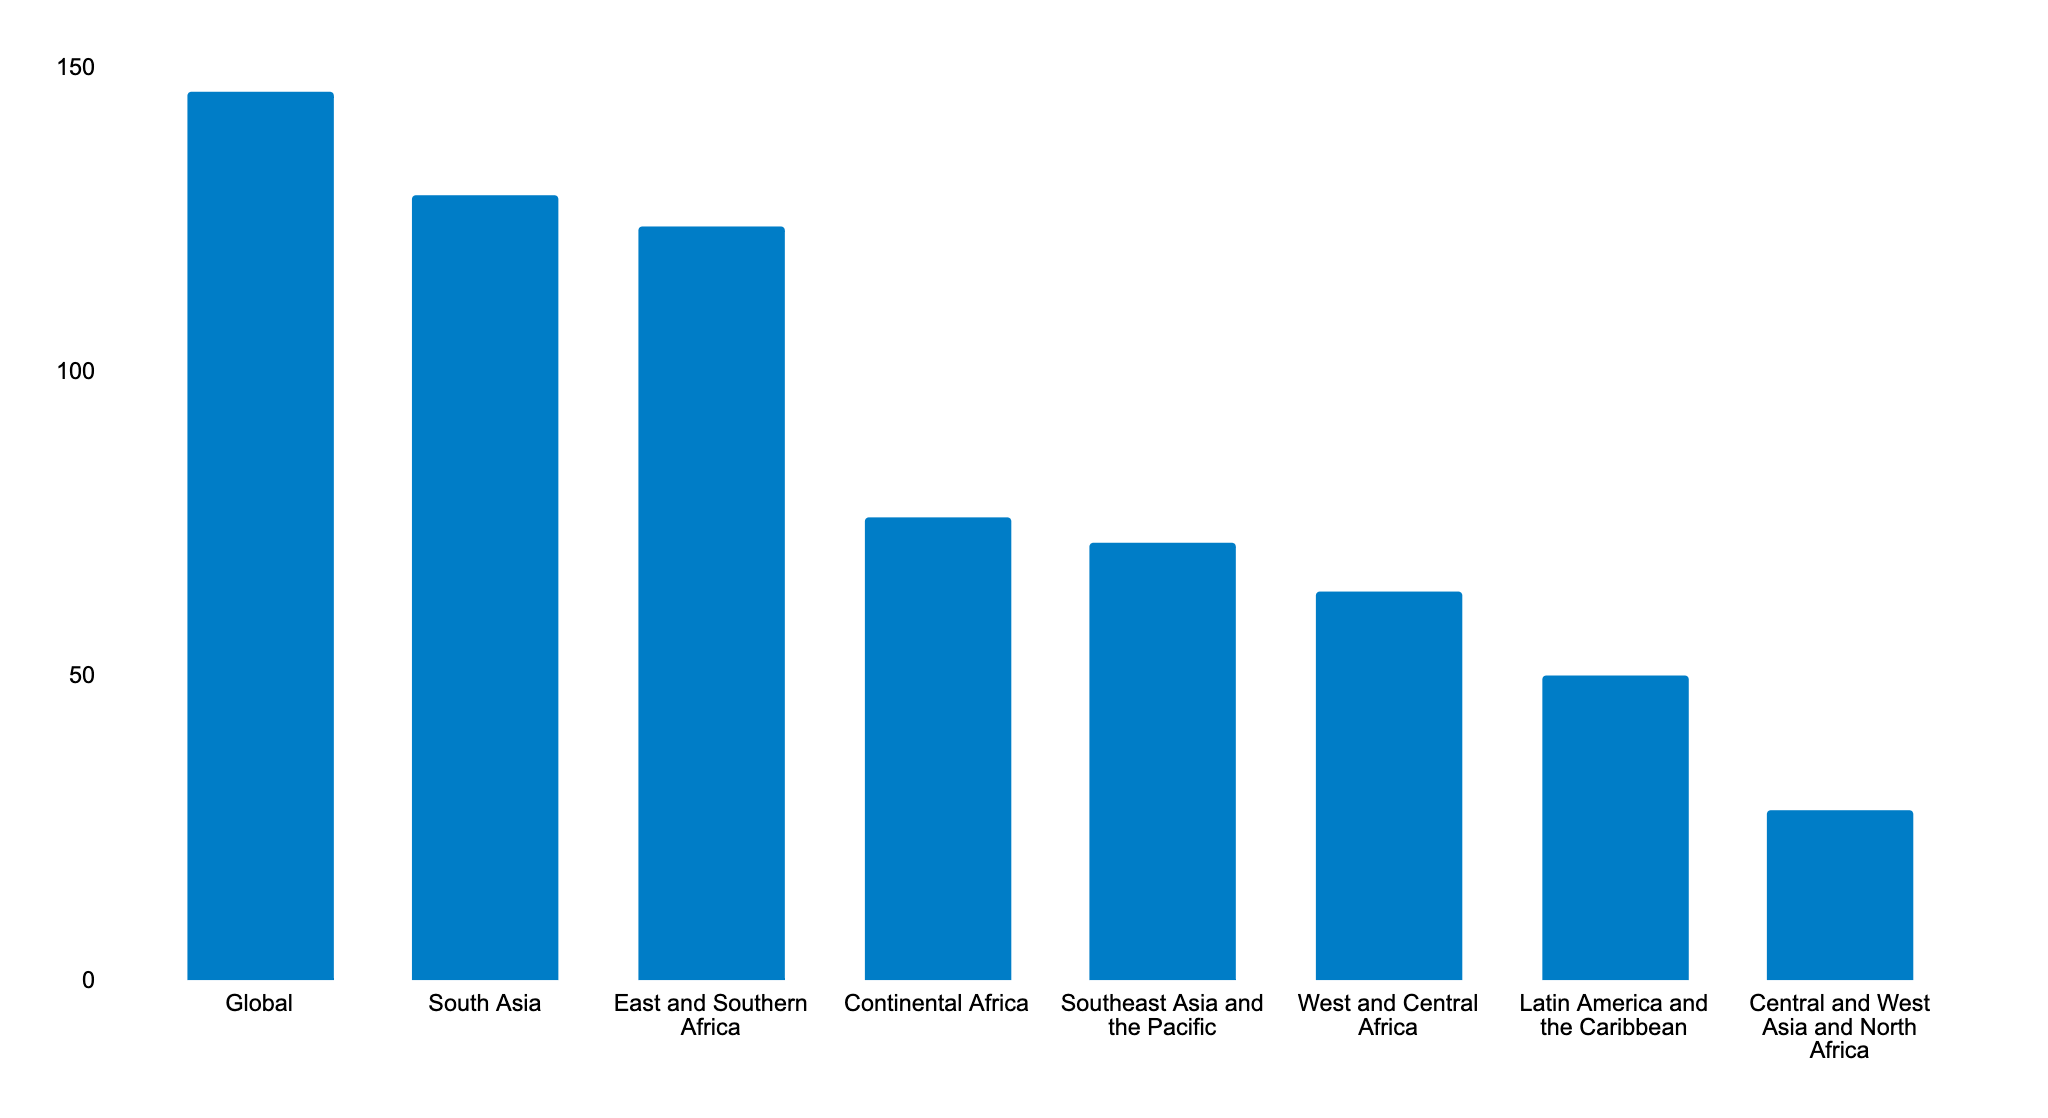 150
100
50
0
Global
South Asia
East and Southern
Africa
Continental Africa
Southeast Asia and
the Pacific
West and Central
Africa
Latin America and
the Caribbean
Central and West
Asia and North
Africa